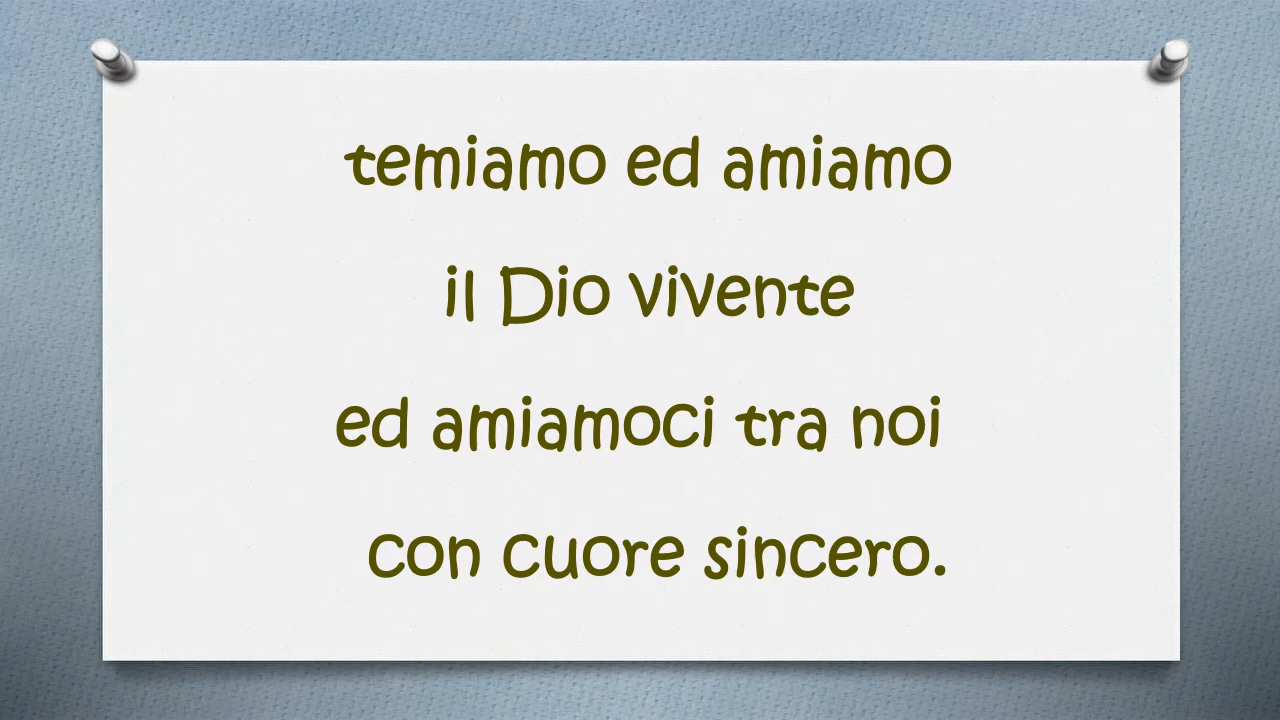 temiamo ed amiamo
il Dio vivente
ed amiamoci tra noi
con cuore sincero.